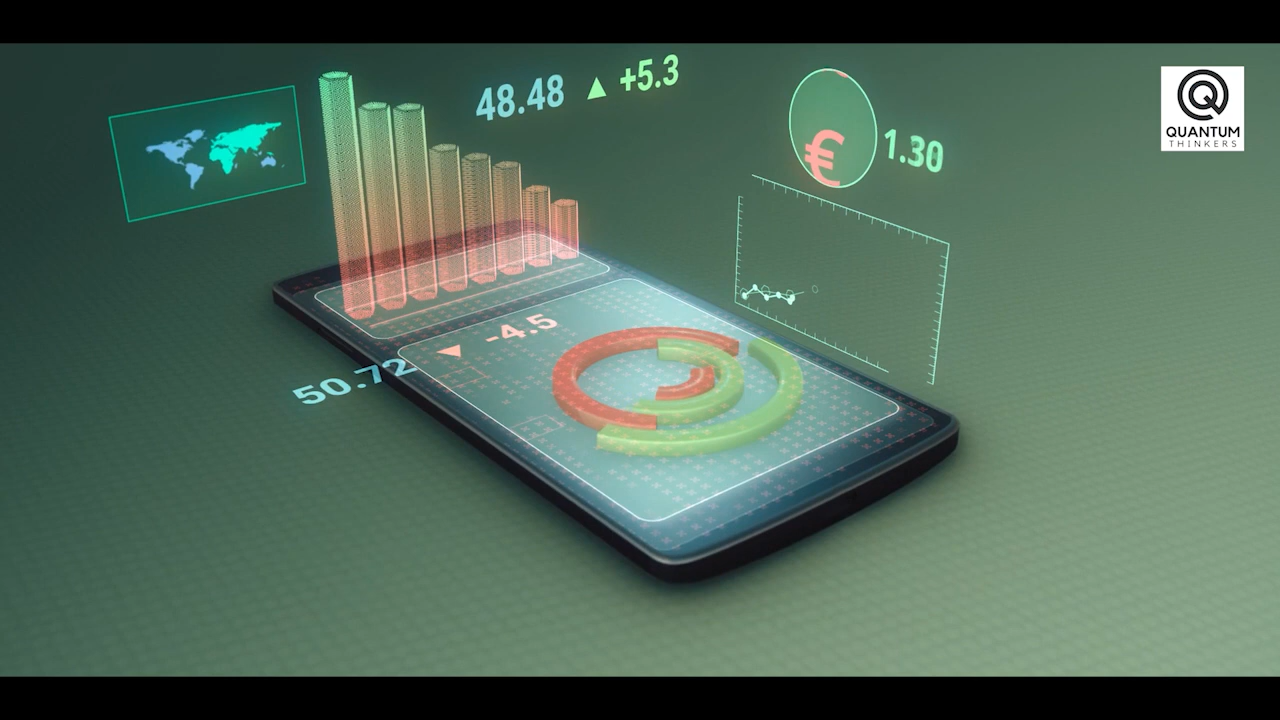 48.48 ▲ +5.3
€ 1.30
QUANTUM
THINKERS
▼ -4.5
50.72